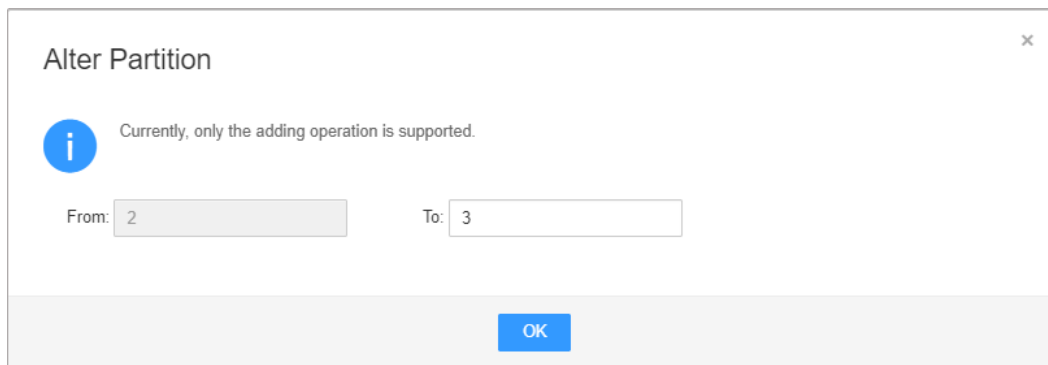 ×
Alter Partition
i
Currently, only the adding operation is supported.
From: 2 To: 3
OK